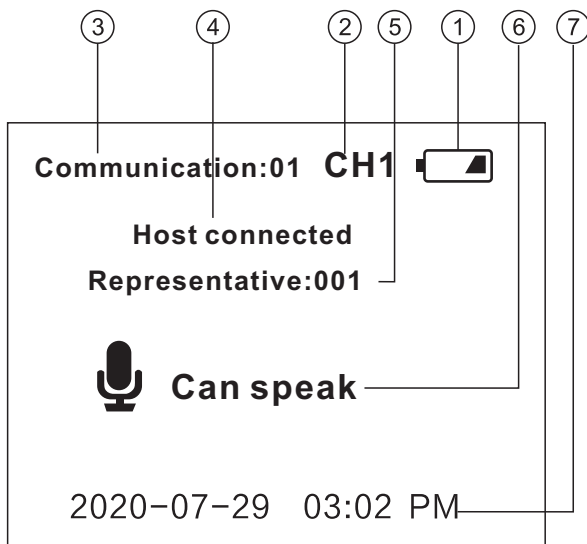 ③ ④ ② ⑤ ① ⑥ ⑦
Communication:01 CH1
Host connected
Representative:001
Can speak
2020-07-29 03:02 PM